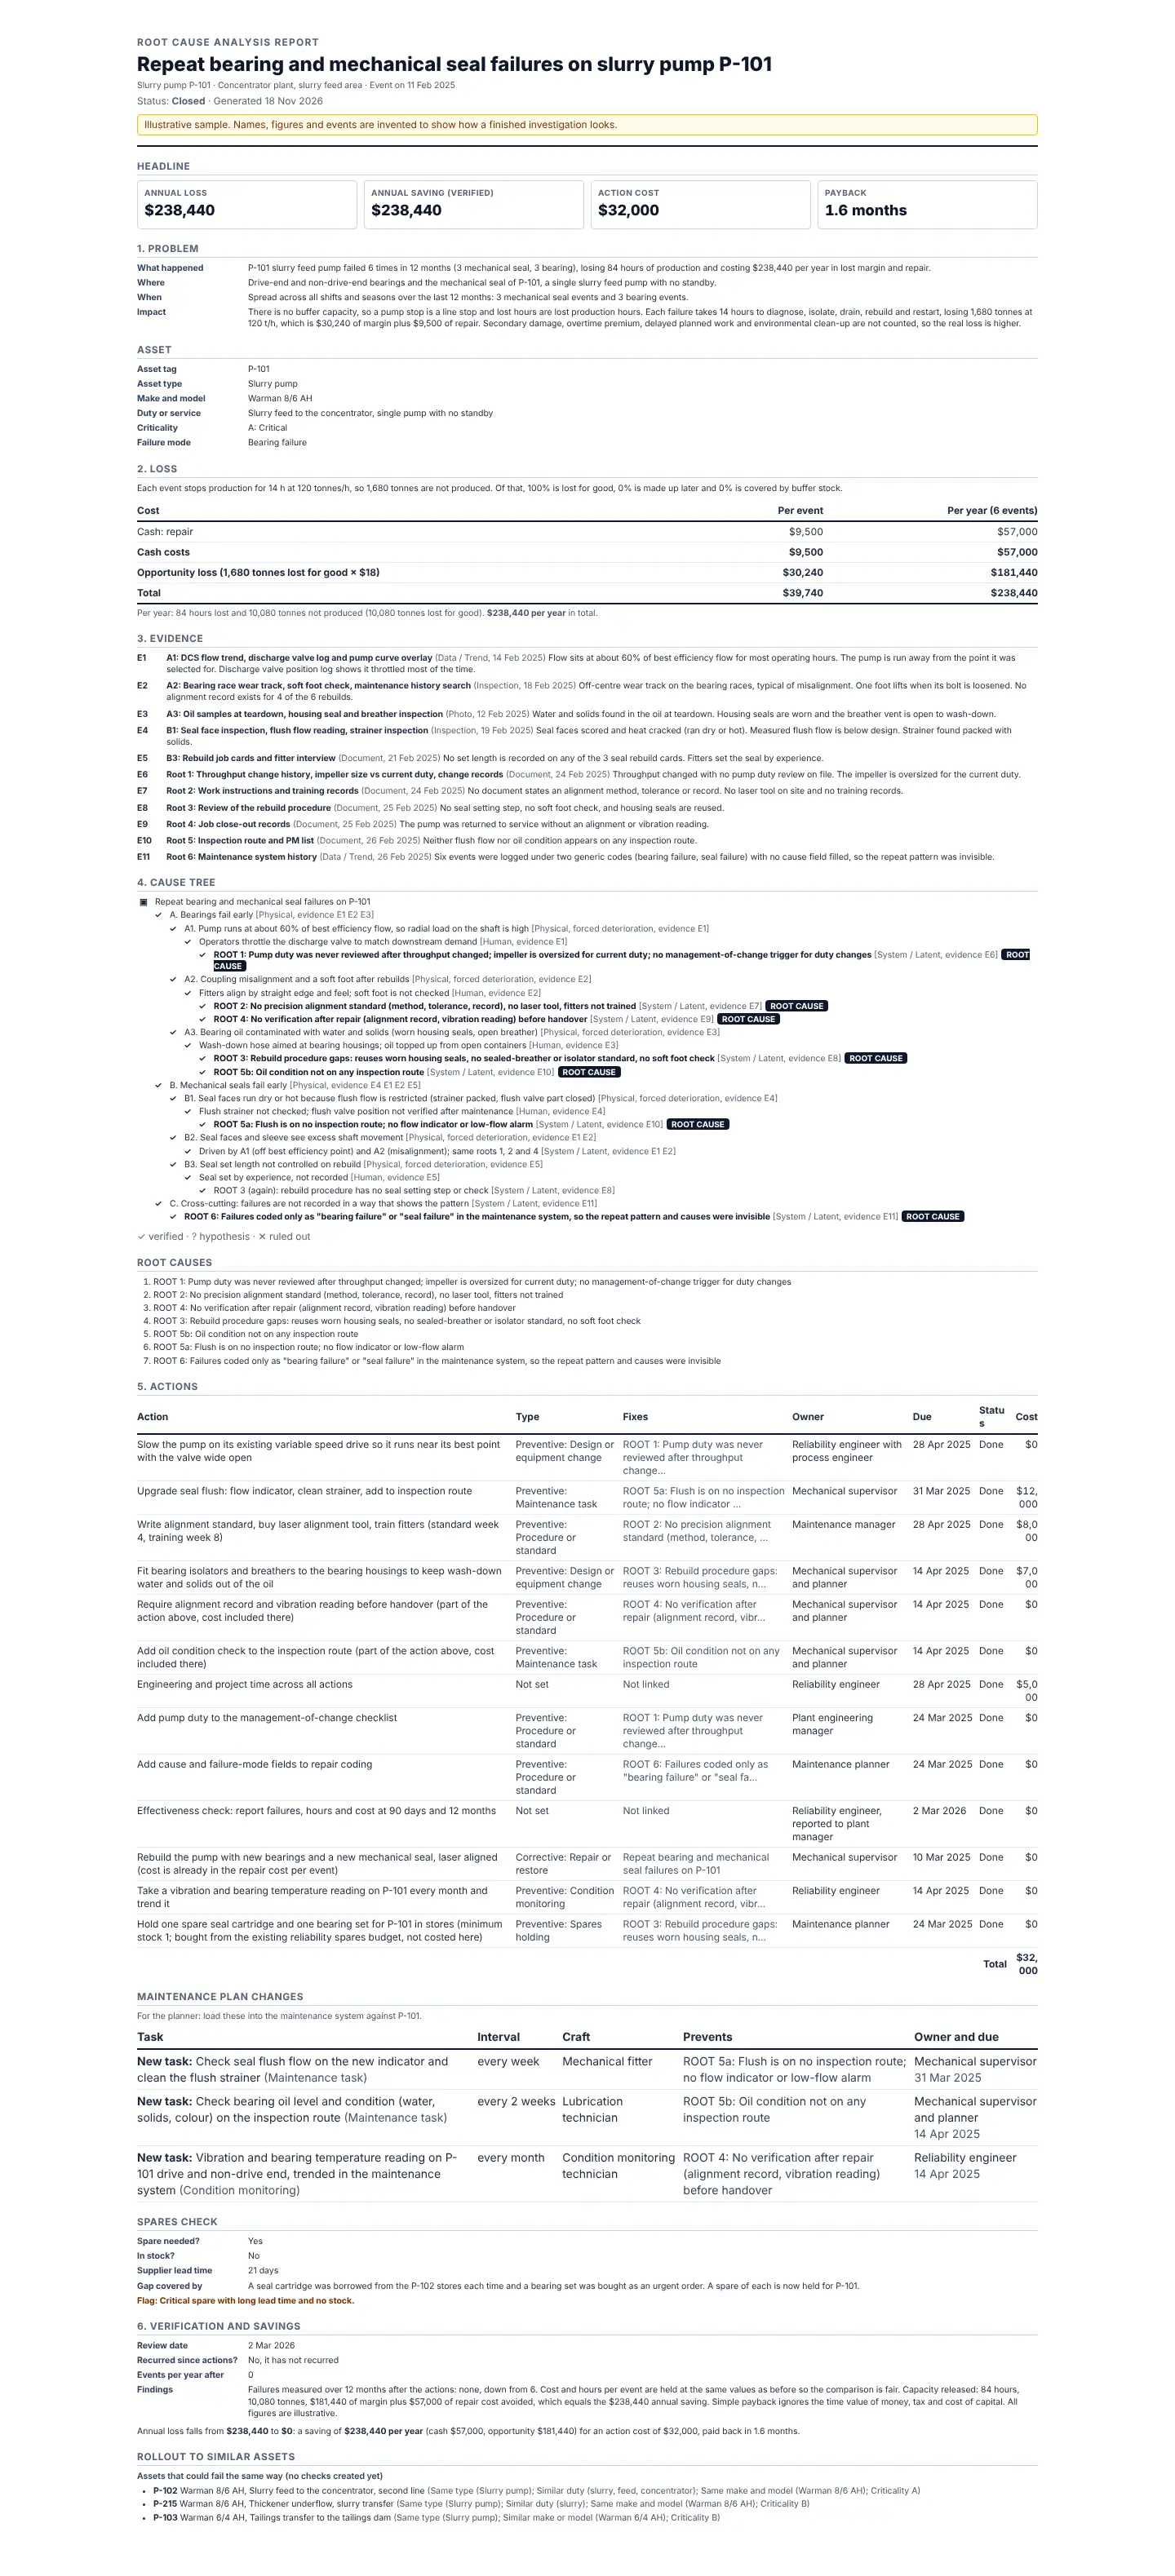 ROOT CAUSE ANALYSIS REPORT
Repeat bearing and mechanical seal failures on slurry pump P-101
Slurry pump P-101 · Concentrator plant, slurry feed area · Event on 11 Feb 2025
Status: Closed · Generated 18 Nov 2026
Illustrative sample. Names, figures and events are invented to show how a finished investigation looks.
HEADLINE
ANNUAL LOSS
$238,440
ANNUAL SAVING (VERIFIED)
$238,440
ACTION COST
$32,000
PAYBACK
1.6 months
1. PROBLEM
What happened P-101 slurry feed pump failed 6 times in 12 months (3 mechanical seal, 3 bearing), losing 84 hours of production and costing $238,440 per year in lost margin and repair.
Where Drive-end and non-drive-end bearings and the mechanical seal of P-101, a single slurry feed pump with no standby.
When Spread across all shifts and seasons over the last 12 months: 3 mechanical seal events and 3 bearing events.
Impact There is no buffer capacity, so a pump stop is a line stop and lost hours are lost production hours. Each failure takes 14 hours to diagnose, isolate, drain, rebuild and restart, losing 1,680 tonnes at
120 t/h, which is $30,240 of margin plus $9,500 of repair. Secondary damage, overtime premium, delayed planned work and environmental clean-up are not counted, so the real loss is higher.
ASSET
Asset tag P-101
Asset type Slurry pump
Make and model Warman 8/6 AH
Duty or service Slurry feed to the concentrator, single pump with no standby
Criticality A: Critical
Failure mode Bearing failure
2. LOSS
Each event stops production for 14 h at 120 tonnes/h, so 1,680 tonnes are not produced. Of that, 100% is lost for good, 0% is made up later and 0% is covered by buffer stock.
Cost Per event Per year (6 events)
Cash: repair $9,500 $57,000
Cash costs $9,500 $57,000
Opportunity loss (1,680 tonnes lost for good × $18) $30,240 $181,440
Total $39,740 $238,440
Per year: 84 hours lost and 10,080 tonnes not produced (10,080 tonnes lost for good). $238,440 per year in total.
3. EVIDENCE
E1 A1: DCS flow trend, discharge valve log and pump curve overlay (Data / Trend, 14 Feb 2025) Flow sits at about 60% of best efficiency flow for most operating hours. The pump is run away from the point it was
selected for. Discharge valve position log shows it throttled most of the time.
E2 A2: Bearing race wear track, soft foot check, maintenance history search (Inspection, 18 Feb 2025) Off-centre wear track on the bearing races, typical of misalignment. One foot lifts when its bolt is loosened. No
alignment record exists for 4 of the 6 rebuilds.
E3 A3: Oil samples at teardown, housing seal and breather inspection (Photo, 12 Feb 2025) Water and solids found in the oil at teardown. Housing seals are worn and the breather vent is open to wash-down.
E4 B1: Seal face inspection, flush flow reading, strainer inspection (Inspection, 19 Feb 2025) Seal faces scored and heat cracked (ran dry or hot). Measured flush flow is below design. Strainer found packed with
solids.
E5 B3: Rebuild job cards and fitter interview (Document, 21 Feb 2025) No set length is recorded on any of the 3 seal rebuild cards. Fitters set the seal by experience.
E6 Root 1: Throughput change history, impeller size vs current duty, change records (Document, 24 Feb 2025) Throughput changed with no pump duty review on file. The impeller is oversized for the current duty.
E7 Root 2: Work instructions and training records (Document, 24 Feb 2025) No document states an alignment method, tolerance or record. No laser tool on site and no training records.
E8 Root 3: Review of the rebuild procedure (Document, 25 Feb 2025) No seal setting step, no soft foot check, and housing seals are reused.
E9 Root 4: Job close-out records (Document, 25 Feb 2025) The pump was returned to service without an alignment or vibration reading.
E10 Root 5: Inspection route and PM list (Document, 26 Feb 2025) Neither flush flow nor oil condition appears on any inspection route.
E11 Root 6: Maintenance system history (Data / Trend, 26 Feb 2025) Six events were logged under two generic codes (bearing failure, seal failure) with no cause field filled, so the repeat pattern was invisible.
4. CAUSE TREE
▣ Repeat bearing and mechanical seal failures on P-101
✓ A. Bearings fail early [Physical, evidence E1 E2 E3]
✓ A1. Pump runs at about 60% of best efficiency flow, so radial load on the shaft is high [Physical, forced deterioration, evidence E1]
✓ Operators throttle the discharge valve to match downstream demand [Human, evidence E1]
✓ ROOT 1: Pump duty was never reviewed after throughput changed; impeller is oversized for current duty; no management-of-change trigger for duty changes [System / Latent, evidence E6] ROOT
CAUSE
✓ A2. Coupling misalignment and a soft foot after rebuilds [Physical, forced deterioration, evidence E2]
✓ Fitters align by straight edge and feel; soft foot is not checked [Human, evidence E2]
✓ ROOT 2: No precision alignment standard (method, tolerance, record), no laser tool, fitters not trained [System / Latent, evidence E7] ROOT CAUSE
✓ ROOT 4: No verification after repair (alignment record, vibration reading) before handover [System / Latent, evidence E9] ROOT CAUSE
✓ A3. Bearing oil contaminated with water and solids (worn housing seals, open breather) [Physical, forced deterioration, evidence E3]
✓ Wash-down hose aimed at bearing housings; oil topped up from open containers [Human, evidence E3]
✓ ROOT 3: Rebuild procedure gaps: reuses worn housing seals, no sealed-breather or isolator standard, no soft foot check [System / Latent, evidence E8] ROOT CAUSE
✓ ROOT 5b: Oil condition not on any inspection route [System / Latent, evidence E10] ROOT CAUSE
✓ B. Mechanical seals fail early [Physical, evidence E4 E1 E2 E5]
✓ B1. Seal faces run dry or hot because flush flow is restricted (strainer packed, flush valve part closed) [Physical, forced deterioration, evidence E4]
✓ Flush strainer not checked; flush valve position not verified after maintenance [Human, evidence E4]
✓ ROOT 5a: Flush is on no inspection route; no flow indicator or low-flow alarm [System / Latent, evidence E10] ROOT CAUSE
✓ B2. Seal faces and sleeve see excess shaft movement [Physical, forced deterioration, evidence E1 E2]
✓ Driven by A1 (off best efficiency point) and A2 (misalignment); same roots 1, 2 and 4 [System / Latent, evidence E1 E2]
✓ B3. Seal set length not controlled on rebuild [Physical, forced deterioration, evidence E5]
✓ Seal set by experience, not recorded [Human, evidence E5]
✓ ROOT 3 (again): rebuild procedure has no seal setting step or check [System / Latent, evidence E8]
✓ C. Cross-cutting: failures are not recorded in a way that shows the pattern [System / Latent, evidence E11]
✓ ROOT 6: Failures coded only as "bearing failure" or "seal failure" in the maintenance system, so the repeat pattern and causes were invisible [System / Latent, evidence E11] ROOT CAUSE
✓ verified · ? hypothesis · ✕ ruled out
ROOT CAUSES
1. ROOT 1: Pump duty was never reviewed after throughput changed; impeller is oversized for current duty; no management-of-change trigger for duty changes
2. ROOT 2: No precision alignment standard (method, tolerance, record), no laser tool, fitters not trained
3. ROOT 4: No verification after repair (alignment record, vibration reading) before handover
4. ROOT 3: Rebuild procedure gaps: reuses worn housing seals, no sealed-breather or isolator standard, no soft foot check
5. ROOT 5b: Oil condition not on any inspection route
6. ROOT 5a: Flush is on no inspection route; no flow indicator or low-flow alarm
7. ROOT 6: Failures coded only as "bearing failure" or "seal failure" in the maintenance system, so the repeat pattern and causes were invisible
5. ACTIONS
Action Type Fixes Owner Due Statu
s Cost
Slow the pump on its existing variable speed drive so it runs near its best point Preventive: Design or ROOT 1: Pump duty was never Reliability engineer with 28 Apr 2025 Done $0
with the valve wide open equipment change reviewed after throughput process engineer
change...
Upgrade seal flush: flow indicator, clean strainer, add to inspection route Preventive: ROOT 5a: Flush is on no inspection Mechanical supervisor 31 Mar 2025 Done $12,
Maintenance task route; no flow indicator ... 000
Write alignment standard, buy laser alignment tool, train fitters (standard week Preventive: ROOT 2: No precision alignment Maintenance manager 28 Apr 2025 Done $8,0
4, training week 8) Procedure or standard (method, tolerance, ... 00
standard
Fit bearing isolators and breathers to the bearing housings to keep wash-down Preventive: Design or ROOT 3: Rebuild procedure gaps: Mechanical supervisor 14 Apr 2025 Done $7,0
water and solids out of the oil equipment change reuses worn housing seals, n... and planner 00
Require alignment record and vibration reading before handover (part of the Preventive: ROOT 4: No verification after Mechanical supervisor 14 Apr 2025 Done $0
action above, cost included there) Procedure or repair (alignment record, vibr... and planner
standard
Add oil condition check to the inspection route (part of the action above, cost Preventive: ROOT 5b: Oil condition not on any Mechanical supervisor 14 Apr 2025 Done $0
included there) Maintenance task inspection route and planner
Engineering and project time across all actions Not set Not linked Reliability engineer 28 Apr 2025 Done $5,0
00
Add pump duty to the management-of-change checklist Preventive: ROOT 1: Pump duty was never Plant engineering 24 Mar 2025 Done $0
Procedure or reviewed after throughput manager
standard change...
Add cause and failure-mode fields to repair coding Preventive: ROOT 6: Failures coded only as Maintenance planner 24 Mar 2025 Done $0
Procedure or "bearing failure" or "seal fa...
standard
Effectiveness check: report failures, hours and cost at 90 days and 12 months Not set Not linked Reliability engineer, 2 Mar 2026 Done $0
reported to plant
manager
Rebuild the pump with new bearings and a new mechanical seal, laser aligned Corrective: Repair or Repeat bearing and mechanical Mechanical supervisor 10 Mar 2025 Done $0
(cost is already in the repair cost per event) restore seal failures on P-101
Take a vibration and bearing temperature reading on P-101 every month and Preventive: Condition ROOT 4: No verification after Reliability engineer 14 Apr 2025 Done $0
trend it monitoring repair (alignment record, vibr...
Hold one spare seal cartridge and one bearing set for P-101 in stores (minimum Preventive: Spares ROOT 3: Rebuild procedure gaps: Maintenance planner 24 Mar 2025 Done $0
stock 1; bought from the existing reliability spares budget, not costed here) holding reuses worn housing seals, n...
Total $32,
000
MAINTENANCE PLAN CHANGES
For the planner: load these into the maintenance system against P-101.
Task Interval Craft Prevents Owner and due
New task: Check seal flush flow on the new indicator and every week Mechanical fitter ROOT 5a: Flush is on no inspection route; Mechanical supervisor
clean the flush strainer (Maintenance task) no flow indicator or low-flow alarm 31 Mar 2025
New task: Check bearing oil level and condition (water, every 2 weeks Lubrication ROOT 5b: Oil condition not on any Mechanical supervisor
solids, colour) on the inspection route (Maintenance task) technician inspection route and planner
14 Apr 2025
New task: Vibration and bearing temperature reading on P- every month Condition monitoring ROOT 4: No verification after repair Reliability engineer
101 drive and non-drive end, trended in the maintenance technician (alignment record, vibration reading) 14 Apr 2025
system (Condition monitoring) before handover
SPARES CHECK
Spare needed? Yes
In stock? No
Supplier lead time 21 days
Gap covered by A seal cartridge was borrowed from the P-102 stores each time and a bearing set was bought as an urgent order. A spare of each is now held for P-101.
Flag: Critical spare with long lead time and no stock.
6. VERIFICATION AND SAVINGS
Review date 2 Mar 2026
Recurred since actions? No, it has not recurred
Events per year after 0
Findings Failures measured over 12 months after the actions: none, down from 6. Cost and hours per event are held at the same values as before so the comparison is fair. Capacity released: 84 hours,
10,080 tonnes, $181,440 of margin plus $57,000 of repair cost avoided, which equals the $238,440 annual saving. Simple payback ignores the time value of money, tax and cost of capital. All
figures are illustrative.
Annual loss falls from $238,440 to $0: a saving of $238,440 per year (cash $57,000, opportunity $181,440) for an action cost of $32,000, paid back in 1.6 months.
ROLLOUT TO SIMILAR ASSETS
Assets that could fail the same way (no checks created yet)
• P-102 Warman 8/6 AH, Slurry feed to the concentrator, second line (Same type (Slurry pump); Similar duty (slurry, feed, concentrator); Same make and model (Warman 8/6 AH); Criticality A)
• P-215 Warman 8/6 AH, Thickener underflow, slurry transfer (Same type (Slurry pump); Similar duty (slurry); Same make and model (Warman 8/6 AH); Criticality B)
• P-103 Warman 6/4 AH, Tailings transfer to the tailings dam (Same type (Slurry pump); Similar make or model (Warman 6/4 AH); Criticality B)